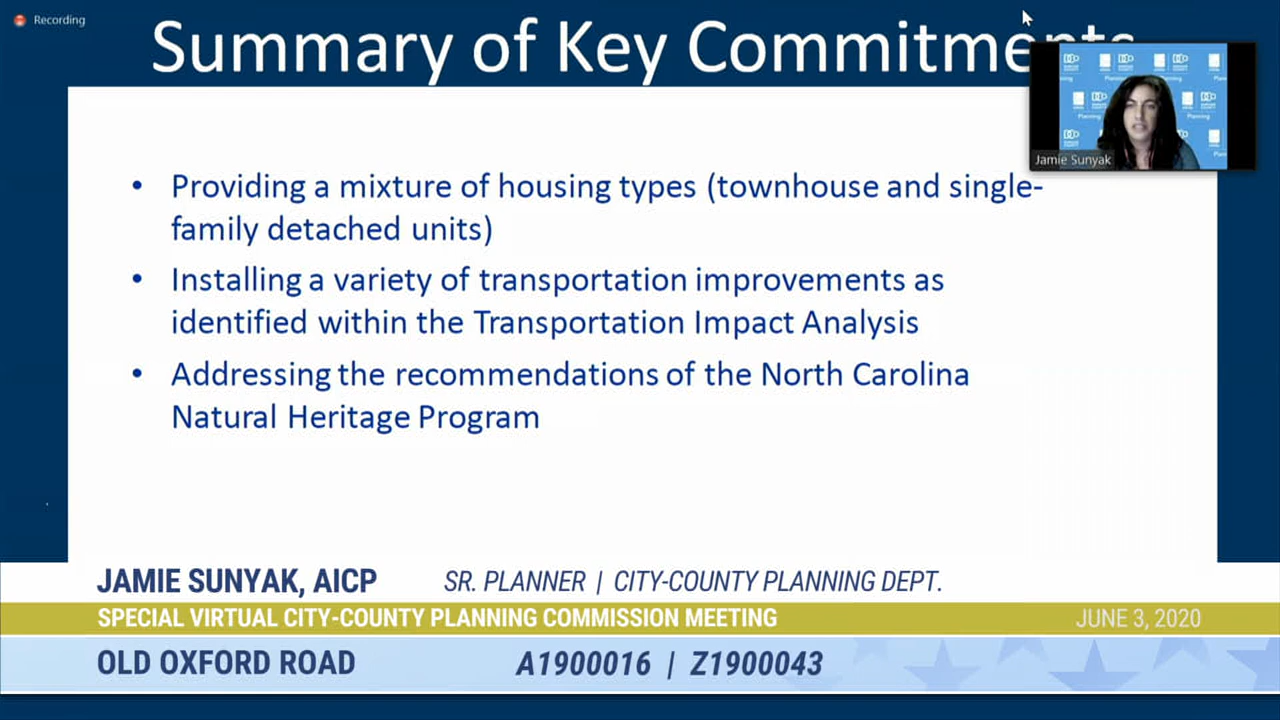 Recording
Summary of Key Commitments
Jamie Sunyak
• Providing a mixture of housing types (townhouse and single-
family detached units)
• Installing a variety of transportation improvements as
identified within the Transportation Impact Analysis
• Addressing the recommendations of the North Carolina
Natural Heritage Program
JAMIE SUNYAK, AICP SR. PLANNER | CITY-COUNTY PLANNING DEPT.
SPECIAL VIRTUAL CITY-COUNTY PLANNING COMMISSION MEETING JUNE 3, 2020
OLD OXFORD ROAD A1900016 | Z1900043